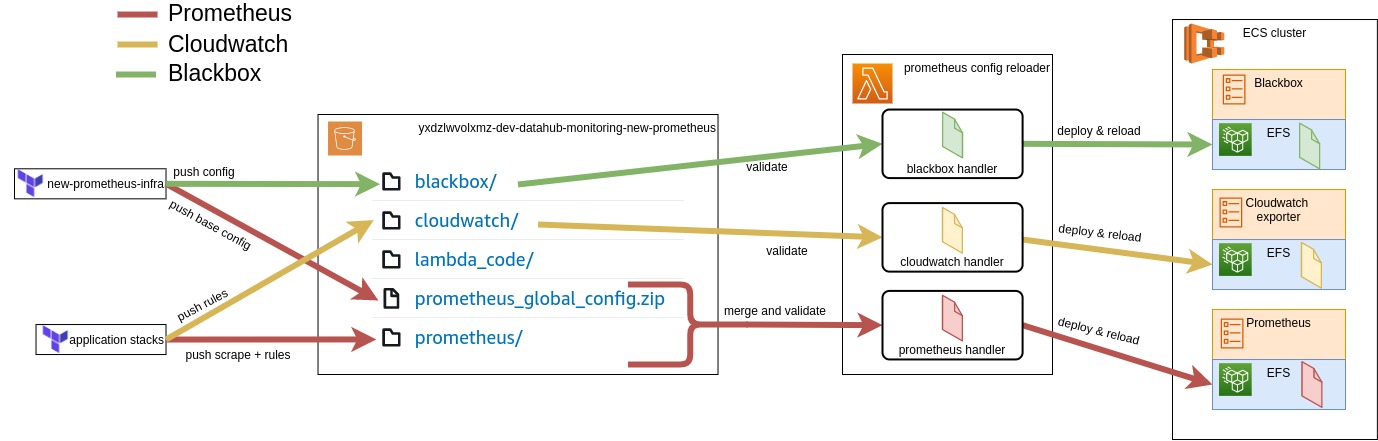 Prometheus
Cloudwatch
Blackbox
new-prometheus-infra
application stacks
push config
push base config
push rules
push scrape + rules
yxdzlwvolxmz-dev-datahub-monitoring-new-prometheus
blackbox/
cloudwatch/
lambda_code/
prometheus_global_config.zip
prometheus/
validate
validate
merge and validate
prometheus config reloader
blackbox handler
cloudwatch handler
prometheus handler
deploy & reload
deploy & reload
deploy & reload
ECS cluster
Blackbox
EFS
Cloudwatch
exporter
EFS
Prometheus
EFS